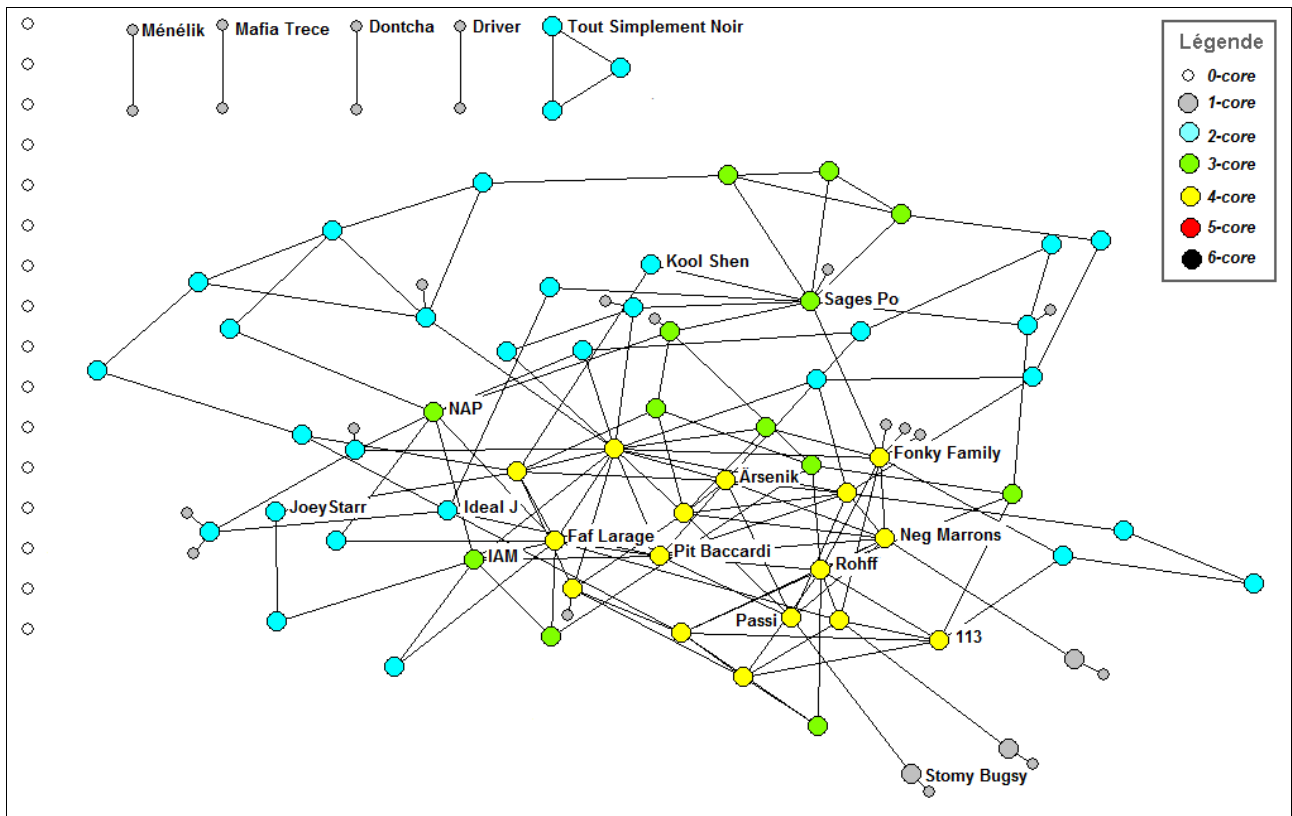 Ménélik
Mafia Trece
Dontcha
Driver
Tout Simplement Noir
Légende
0-core
1-core
2-core
3-core
4-core
5-core
6-core
Kool Shen
Sages Po
NAP
Fonky Family
Ärsenik
JoeyStarr
Ideal J
Faf Larage
Neg Marrons
Pit Baccardi
IAM
Rohff
Passi
113
Stomy Bugsy